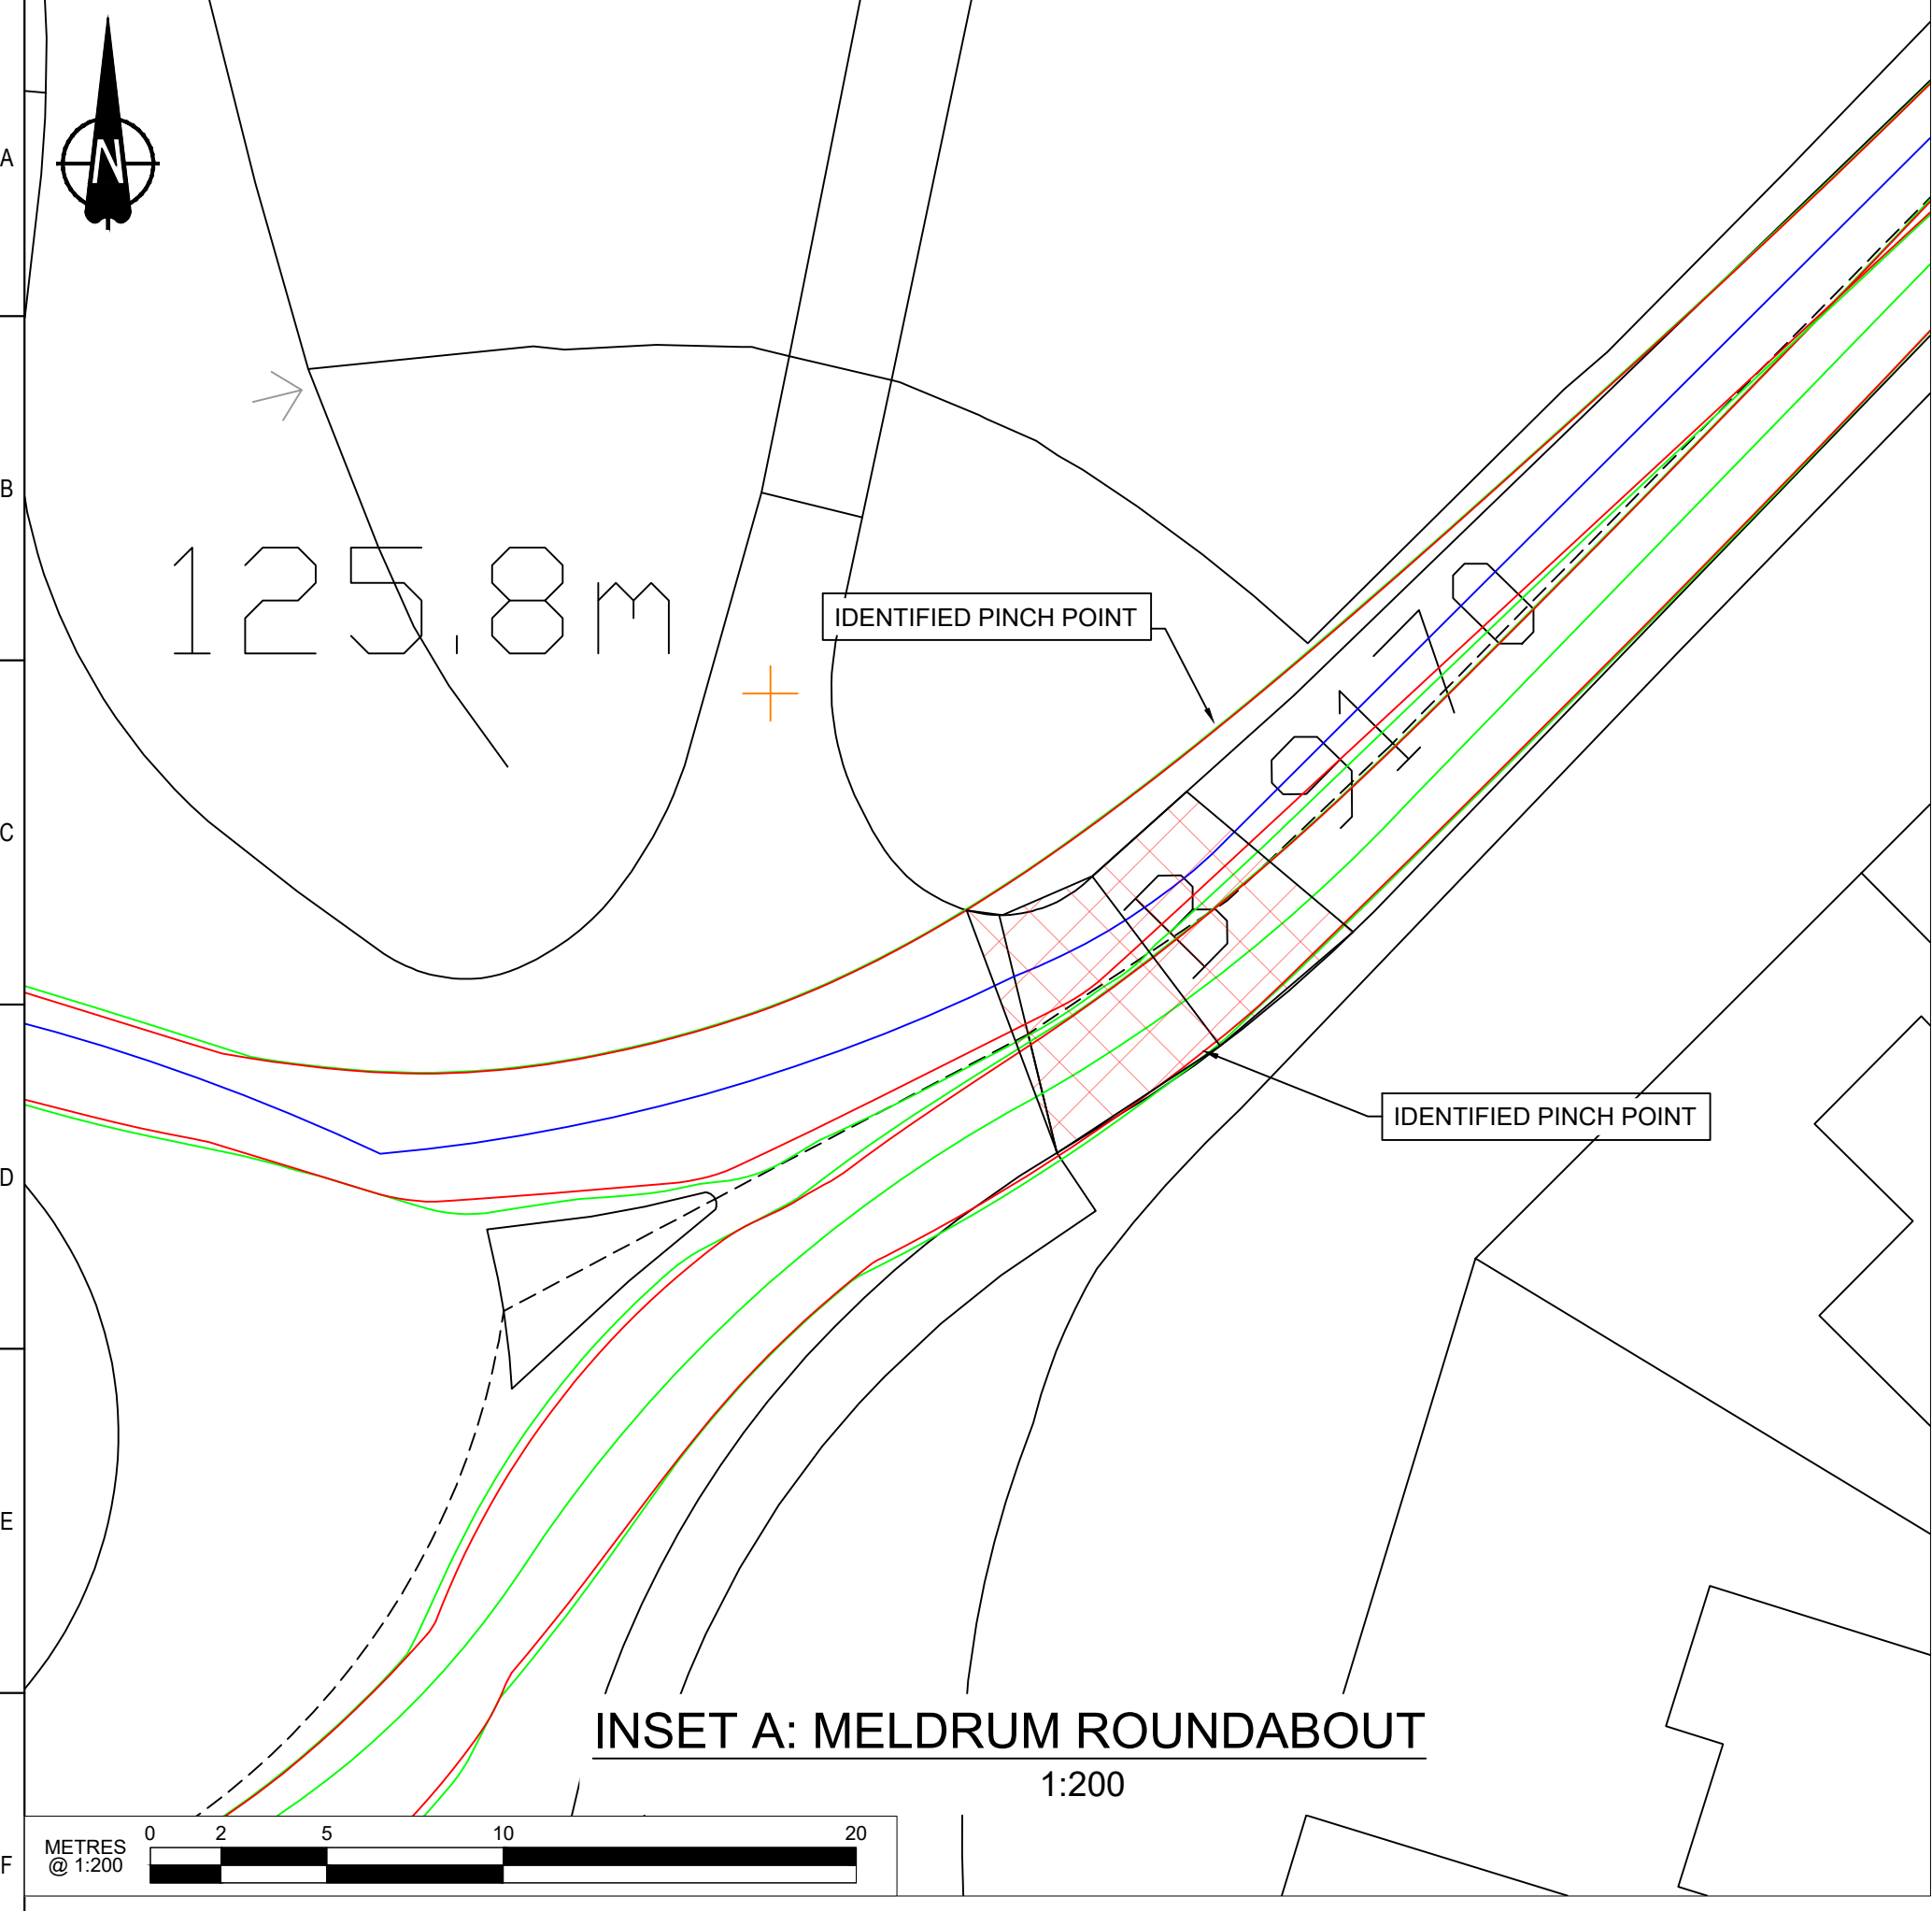 N
A
B
C
D
E
F
125.8m
IDENTIFIED PINCH POINT
B9170
IDENTIFIED PINCH POINT
INSET A: MELDRUM ROUNDABOUT
1:200
0 2 5 10 20
METRES
@ 1:200